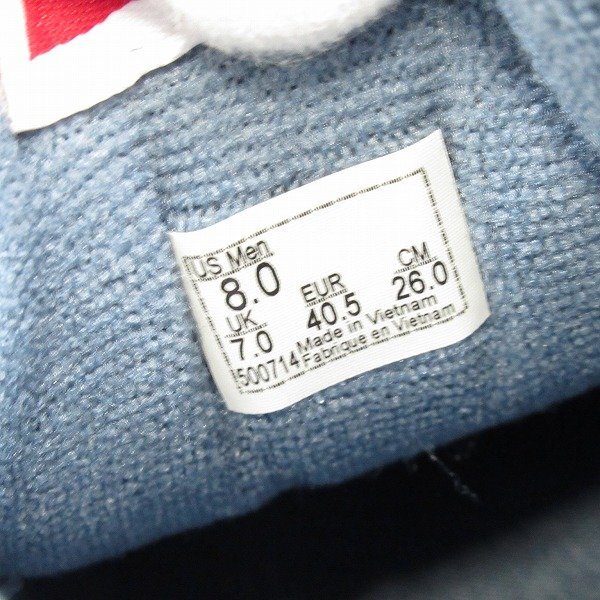 US Men
8.0 EUR CM
UK 40.5 26.0
7.0 Made in Vietnam
500714 Fabrique en Vietnam